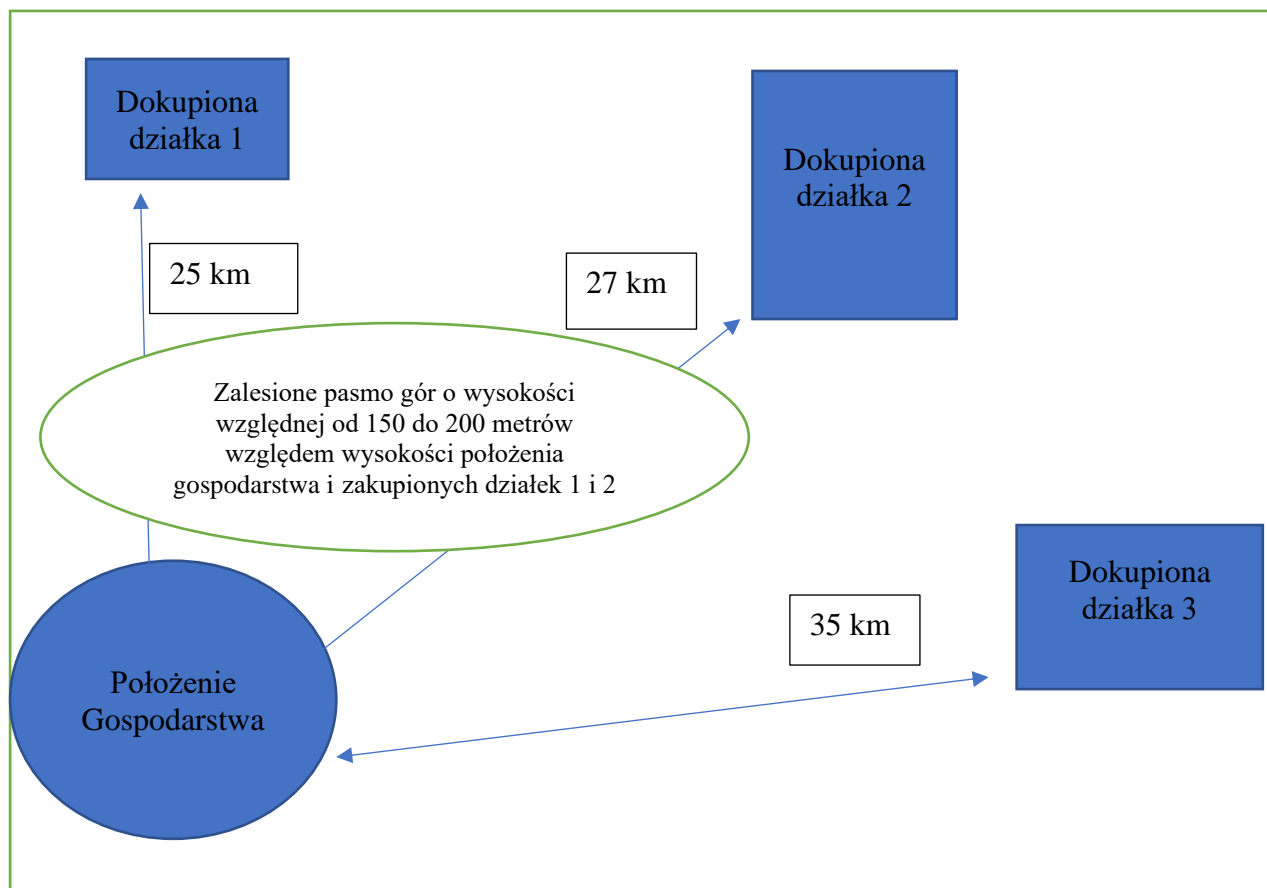 Dokupiona
działka 1
Dokupiona
działka 2
25 km
27 km
Zalesione pasmo gór o wysokości
względnej od 150 do 200 metrów
względem wysokości położenia
gospodarstwa i zakupionych działek 1 i 2
Dokupiona
działka 3
35 km
Położenie
Gospodarstwa